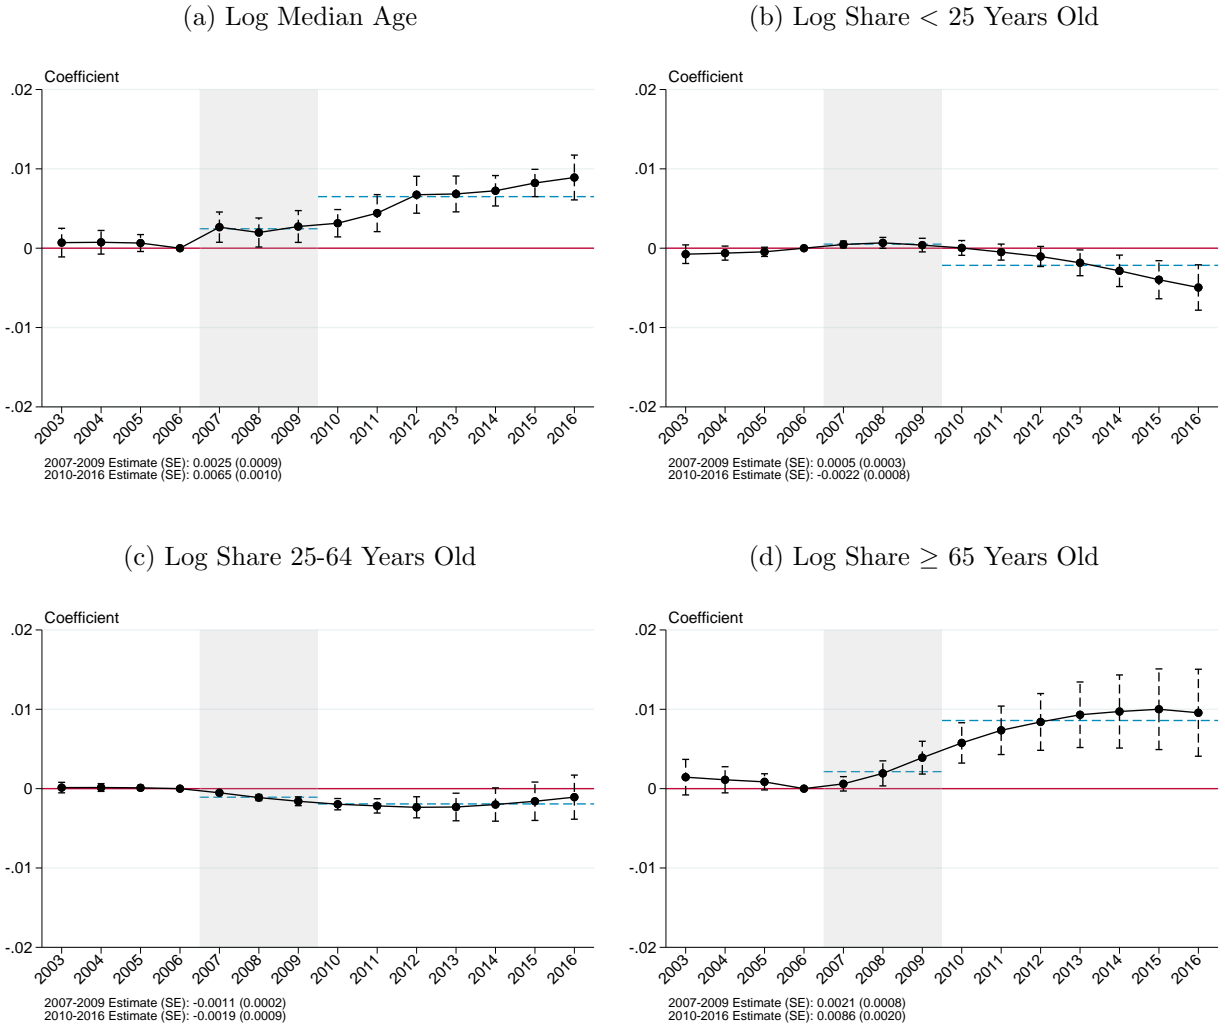 (a) Log Median Age
Coefficient
.02
.01
0
-.01
-.02
2003 2004 2005 2006 2007 2008 2009 2010 2011 2012 2013 2014 2015 2016
2007-2009 Estimate (SE): 0.0025 (0.0009)
2010-2016 Estimate (SE): 0.0065 (0.0010)
(b) Log Share < 25 Years Old
Coefficient
.02
.01
0
-.01
-.02
2003 2004 2005 2006 2007 2008 2009 2010 2011 2012 2013 2014 2015 2016
2007-2009 Estimate (SE): 0.0005 (0.0003)
2010-2016 Estimate (SE): -0.0022 (0.0008)
(c) Log Share 25-64 Years Old
Coefficient
.02
.01
0
-.01
-.02
2003 2004 2005 2006 2007 2008 2009 2010 2011 2012 2013 2014 2015 2016
2007-2009 Estimate (SE): -0.0011 (0.0002)
2010-2016 Estimate (SE): -0.0019 (0.0009)
(d) Log Share ≥ 65 Years Old
Coefficient
.02
.01
0
-.01
-.02
2003 2004 2005 2006 2007 2008 2009 2010 2011 2012 2013 2014 2015 2016
2007-2009 Estimate (SE): 0.0021 (0.0008)
2010-2016 Estimate (SE): 0.0086 (0.0020)